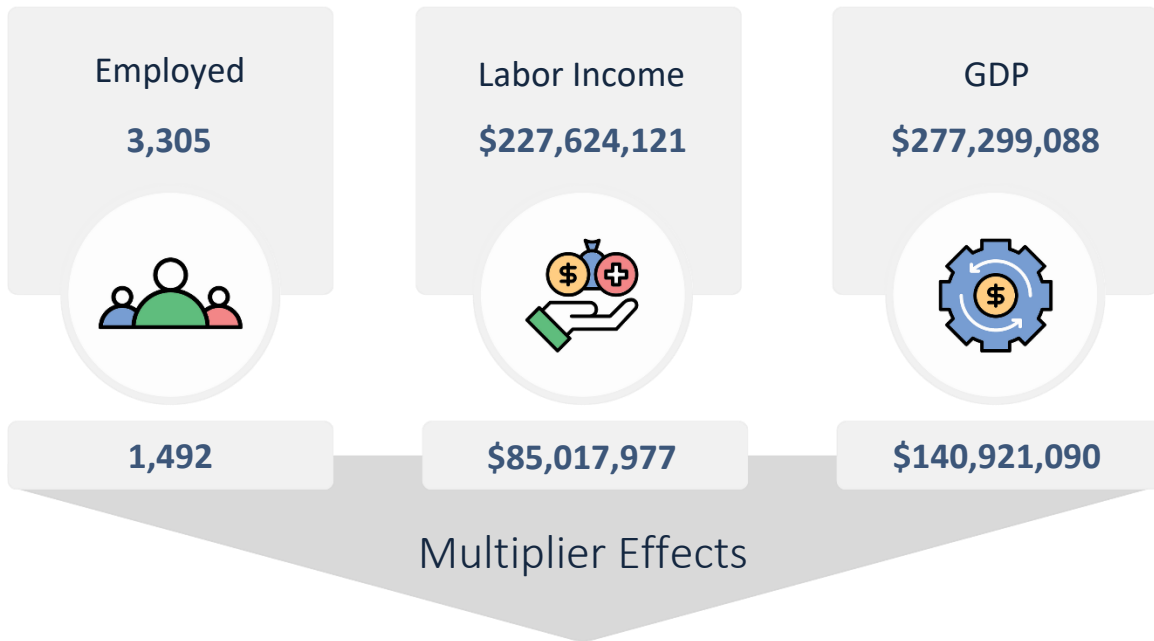 Employed
3,305
Labor Income
$227,624,121
GDP
$277,299,088
$
$
1,492
$85,017,977
$140,921,090
Multiplier Effects